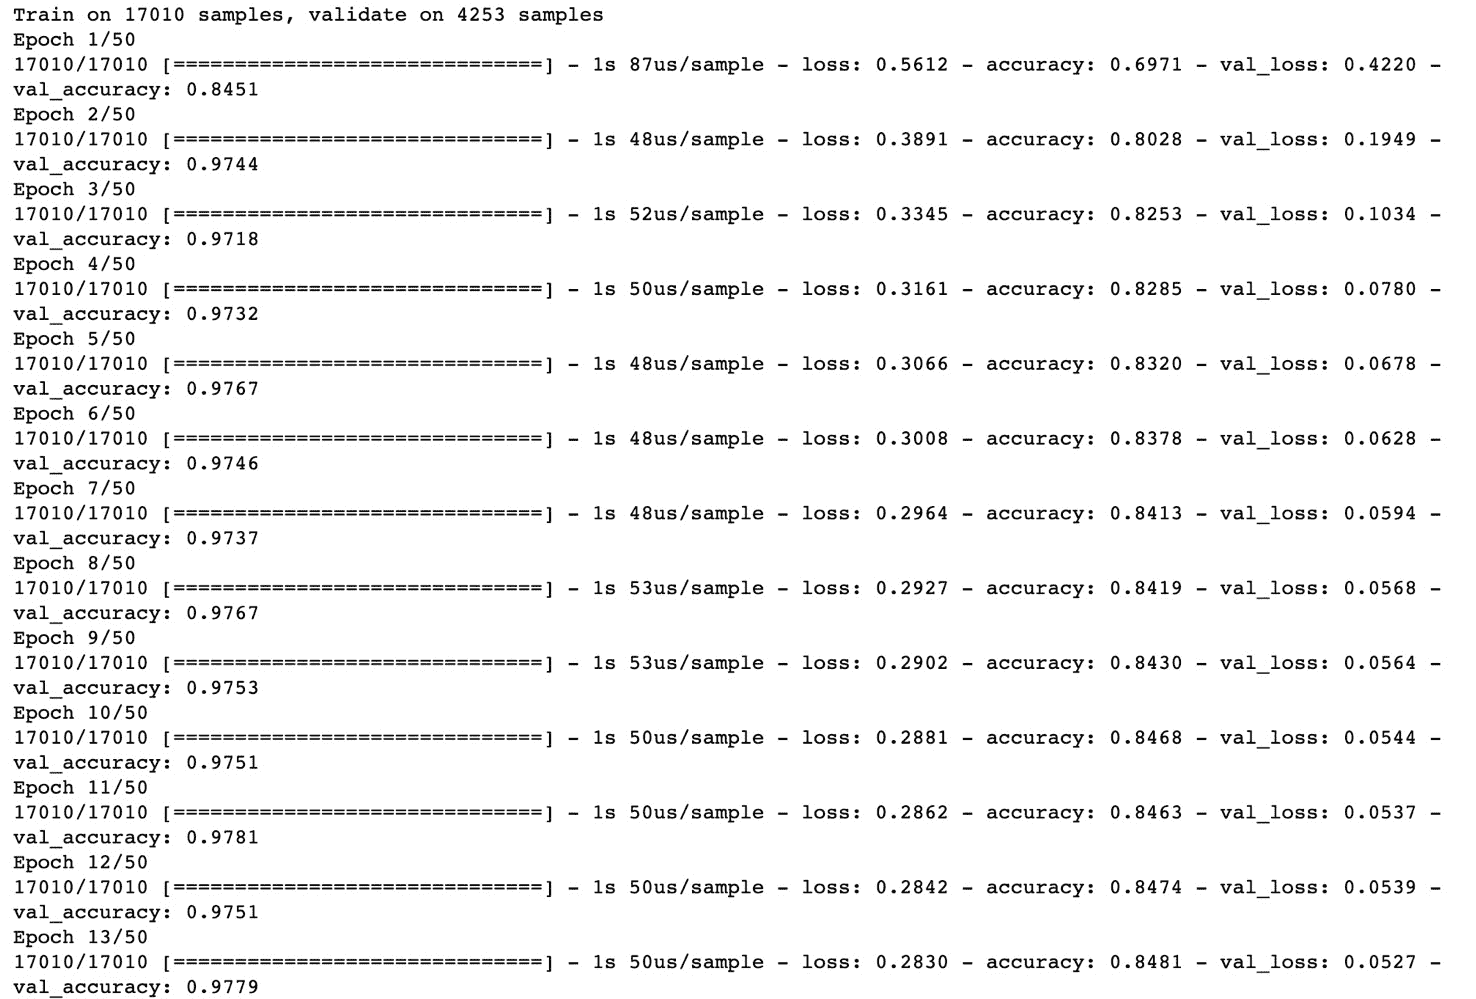 Train on 17010 samples, validate on 4253 samples
Epoch 1/50
17010/17010 [==============================] - 1s 87us/sample - loss: 0.5612 - accuracy: 0.6971 - val_loss: 0.4220 -
val_accuracy: 0.8451
Epoch 2/50
17010/17010 [==============================] - 1s 48us/sample - loss: 0.3891 - accuracy: 0.8028 - val_loss: 0.1949 -
val_accuracy: 0.9744
Epoch 3/50
17010/17010 [==============================] - 1s 52us/sample - loss: 0.3345 - accuracy: 0.8253 - val_loss: 0.1034 -
val_accuracy: 0.9718
Epoch 4/50
17010/17010 [==============================] - 1s 50us/sample - loss: 0.3161 - accuracy: 0.8285 - val_loss: 0.0780 -
val_accuracy: 0.9732
Epoch 5/50
17010/17010 [==============================] - 1s 48us/sample - loss: 0.3066 - accuracy: 0.8320 - val_loss: 0.0678 -
val_accuracy: 0.9767
Epoch 6/50
17010/17010 [==============================] - 1s 48us/sample - loss: 0.3008 - accuracy: 0.8378 - val_loss: 0.0628 -
val_accuracy: 0.9746
Epoch 7/50
17010/17010 [==============================] - 1s 48us/sample - loss: 0.2964 - accuracy: 0.8413 - val_loss: 0.0594 -
val_accuracy: 0.9737
Epoch 8/50
17010/17010 [==============================] - 1s 53us/sample - loss: 0.2927 - accuracy: 0.8419 - val_loss: 0.0568 -
val_accuracy: 0.9767
Epoch 9/50
17010/17010 [==============================] - 1s 53us/sample - loss: 0.2902 - accuracy: 0.8430 - val_loss: 0.0564 -
val_accuracy: 0.9753
Epoch 10/50
17010/17010 [==============================] - 1s 50us/sample - loss: 0.2881 - accuracy: 0.8468 - val_loss: 0.0544 -
val_accuracy: 0.9751
Epoch 11/50
17010/17010 [==============================] - 1s 50us/sample - loss: 0.2862 - accuracy: 0.8463 - val_loss: 0.0537 -
val_accuracy: 0.9781
Epoch 12/50
17010/17010 [==============================] - 1s 50us/sample - loss: 0.2842 - accuracy: 0.8474 - val_loss: 0.0539 -
val_accuracy: 0.9751
Epoch 13/50
17010/17010 [==============================] - 1s 50us/sample - loss: 0.2830 - accuracy: 0.8481 - val_loss: 0.0527 -
val_accuracy: 0.9779